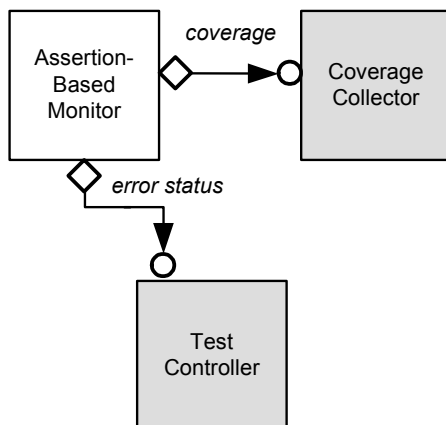 coverage
Assertion-
Based
Monitor
Coverage
Collector
error status
Test
Controller